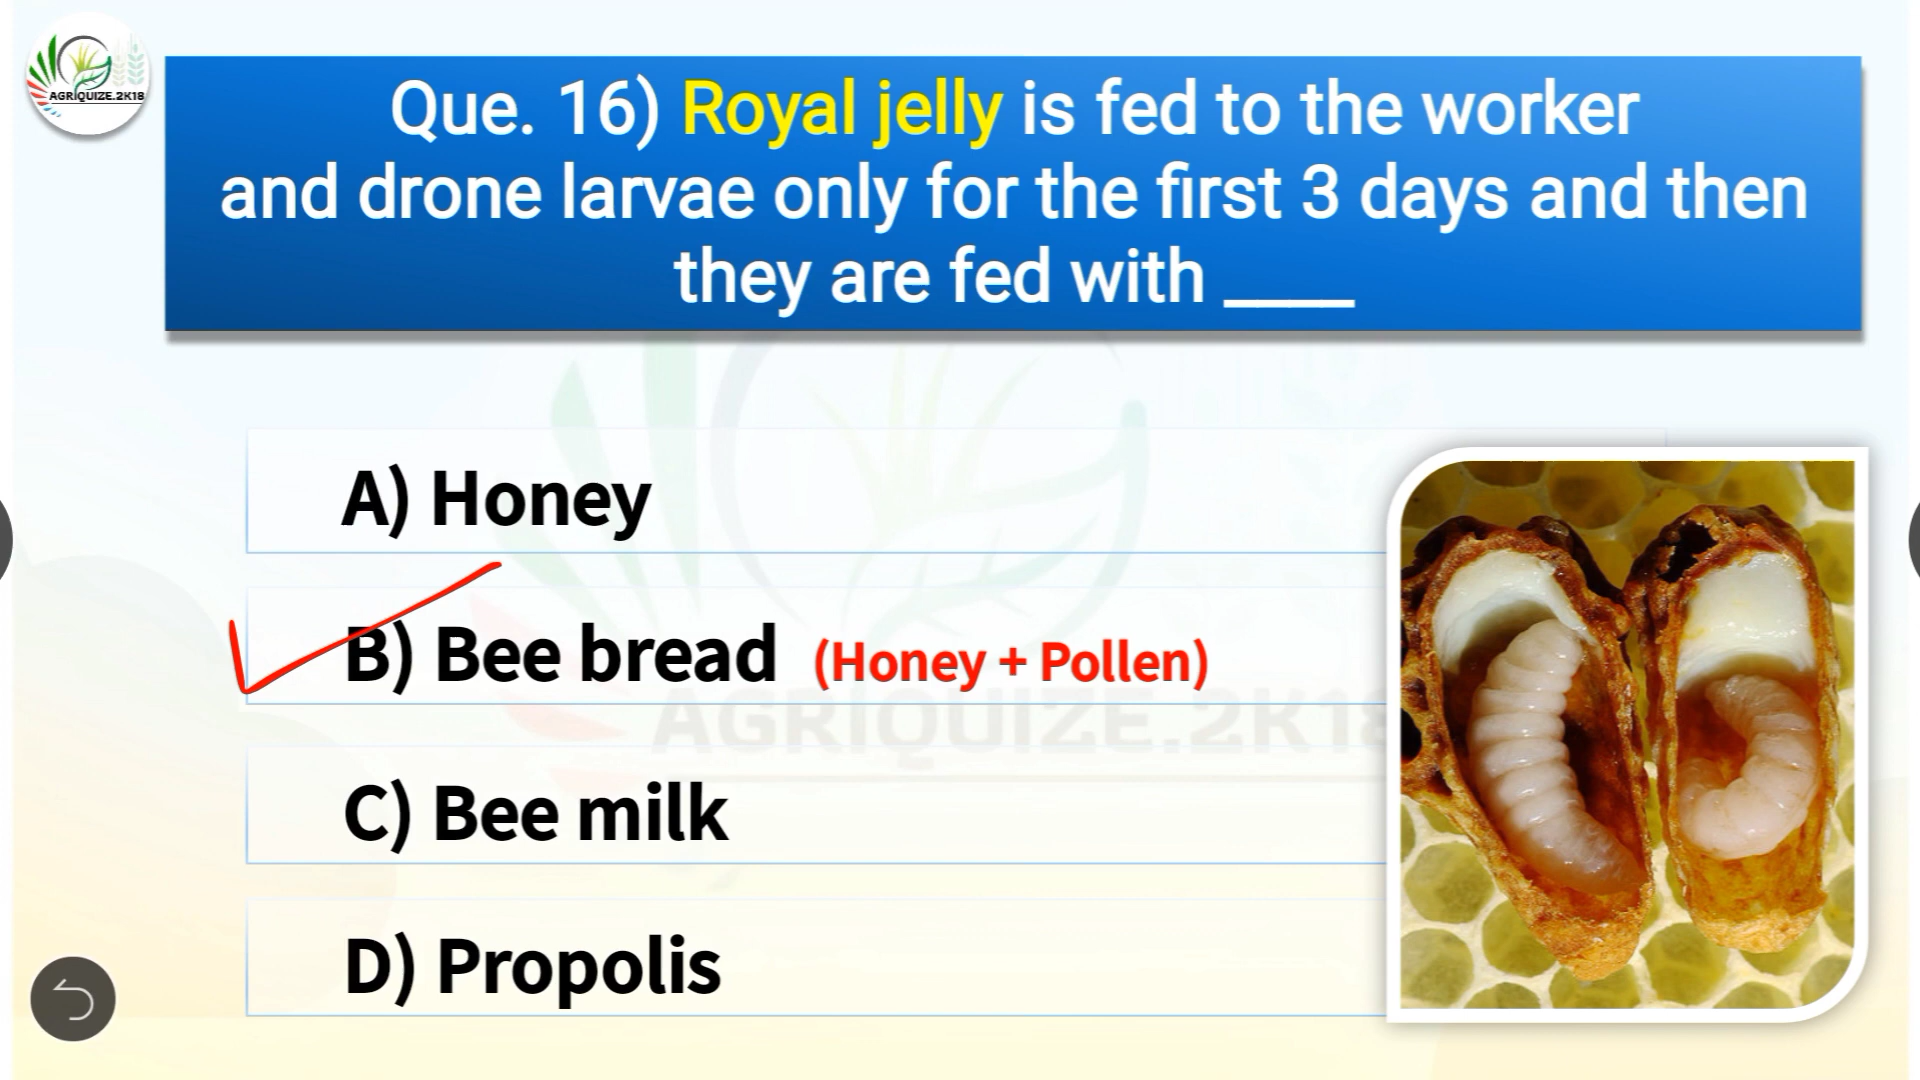 AGRIQUIZE.2K18
Que. 16) Royal jelly is fed to the worker
and drone larvae only for the first 3 days and then
they are fed with ____
A) Honey
B) Bee bread (Honey + Pollen)
AGRIQUIZE.2K18
C) Bee milk
D) Propolis